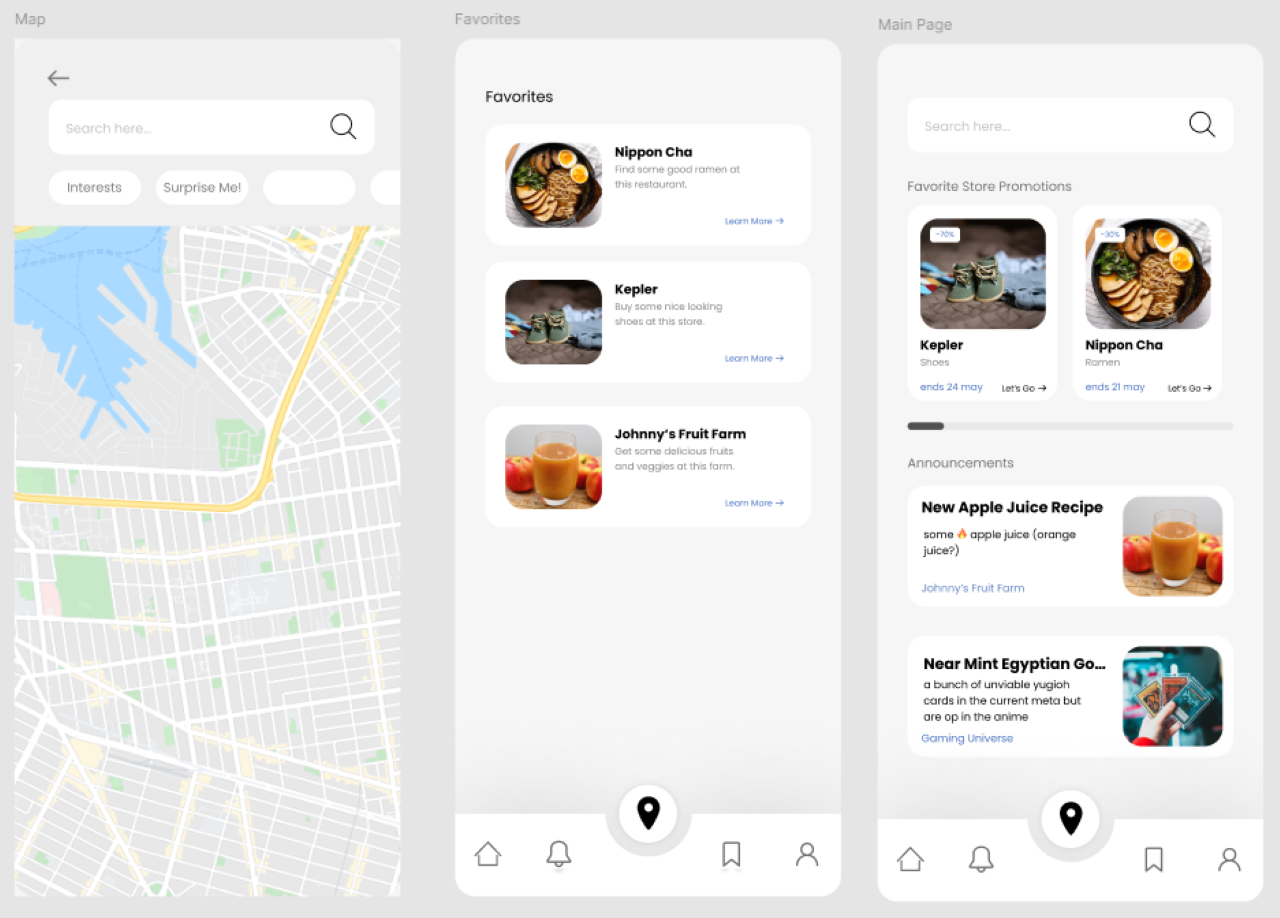 Map
Search here...
Interests
Surprise Me!
7
Favorites
Favorites
Nippon Cha
Find some good ramen at
this restaurant.
Learn More →
Kepler
Buy some nice looking
shoes at this store.
Learn More →
Johnny's Fruit Farm
Get some delicious fruits
and veggies at this farm.
Learn More →
Main Page
Search here...
Favorite Store Promotions
-70%
Kepler
Shoes
ends 24 may
Let's Go →
-30%
Nippon Cha
Ramen
ends 21 may
Let's Go →
Announcements
New Apple Juice Recipe
some 🔥 apple juice (orange
juice?)
Johnny's Fruit Farm
Near Mint Egyptian Go...
a bunch of unviable yugioh
cards in the current meta but
are op in the anime
Gaming Universe